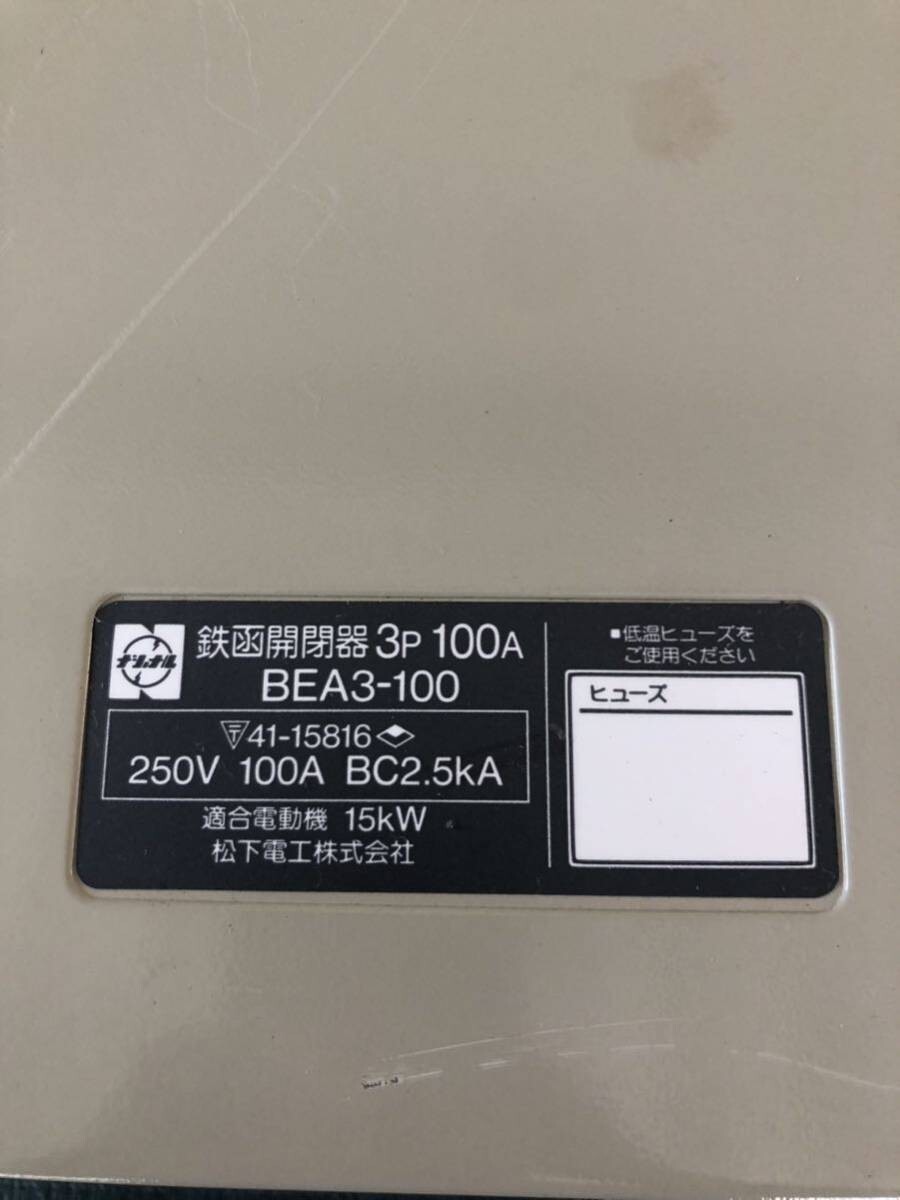 ナショナル
鉄函開閉器 3P 100A
BEA3-100
〒41-15816
250V 100A BC2.5kA
適合電動機 15kW
松下電工株式会社
■低温ヒューズを
ご使用ください
ヒューズ